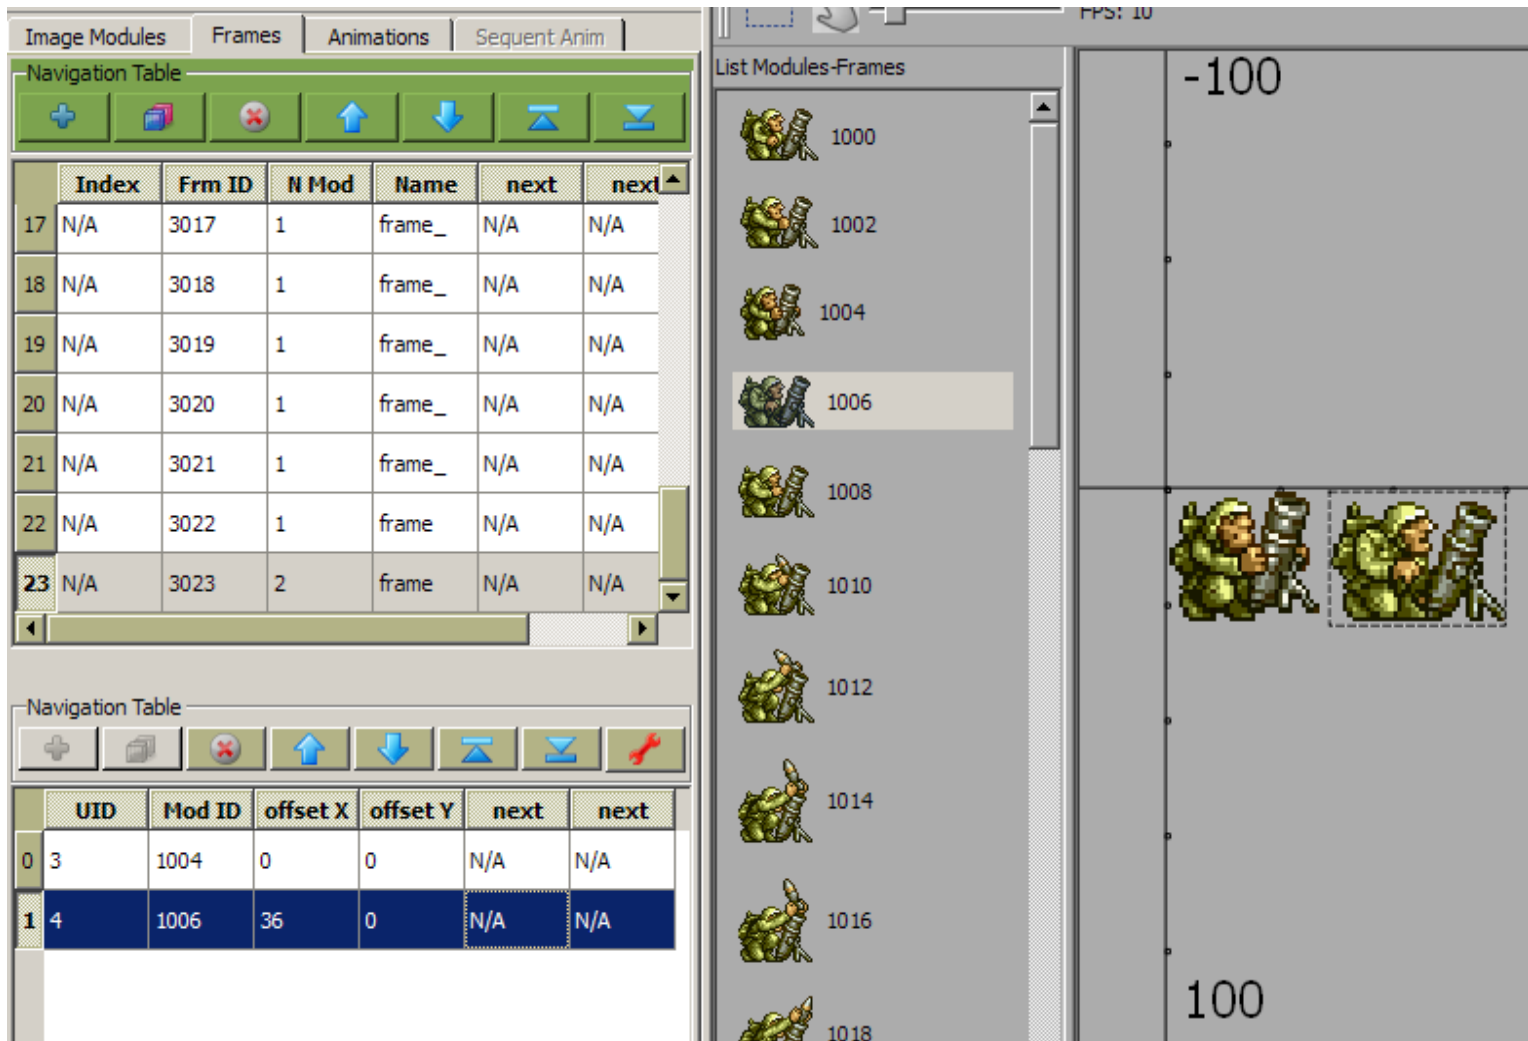 Image Modules Frames Animations Sequent Anim
Navigation Table
Index Frm ID N Mod Name next next
17 N/A 3017 1 frame_ N/A N/A
18 N/A 3018 1 frame_ N/A N/A
19 N/A 3019 1 frame_ N/A N/A
20 N/A 3020 1 frame_ N/A N/A
21 N/A 3021 1 frame_ N/A N/A
22 N/A 3022 1 frame N/A N/A
23 N/A 3023 2 frame N/A N/A
Navigation Table
UID Mod ID offset X offset Y next next
0 3 1004 0 0 N/A N/A
1 4 1006 36 0 N/A N/A
FPS: 10
List Modules-Frames
1000
1002
1004
1006
1008
1010
1012
1014
1016
1018
-100
100